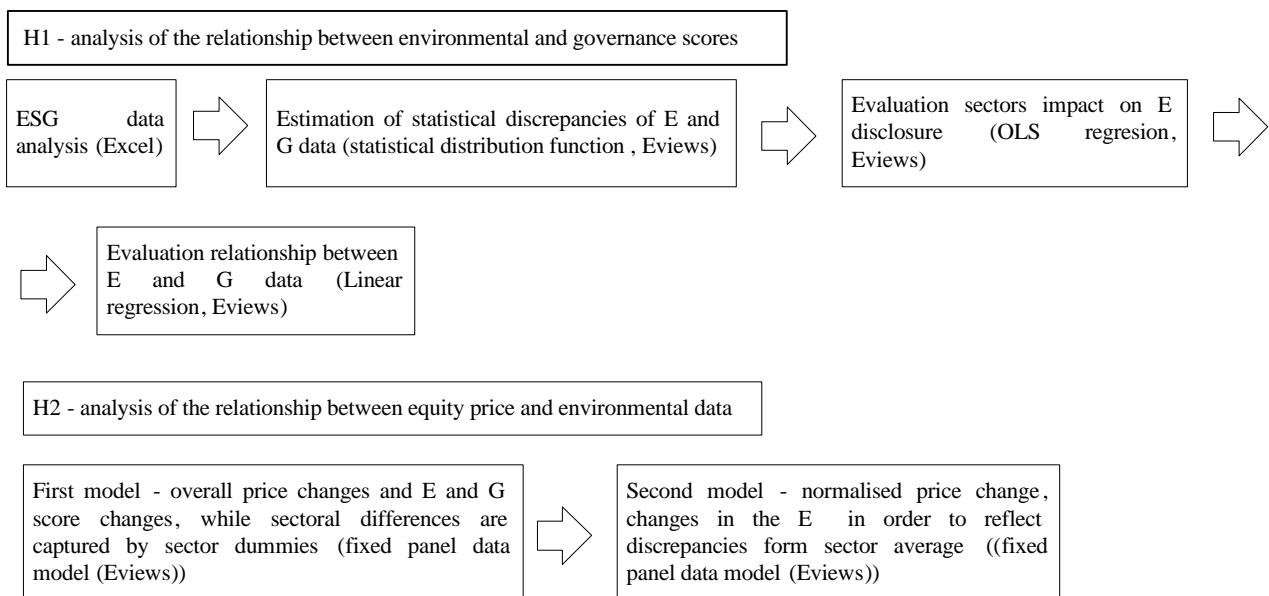 H1 - analysis of the relationship between environmental and governance scores
ESG data
analysis (Excel)
Estimation of statistical discrepancies of E and
G data (statistical distribution function , Eviews)
Evaluation sectors impact on E
disclosure (OLS regresion,
Eviews)
Evaluation relationship between
E and G data (Linear
regression, Eviews)
H2 - analysis of the relationship between equity price and environmental data
First model - overall price changes and E and G
score changes, while sectoral differences are
captured by sector dummies (fixed panel data
model (Eviews))
Second model - normalised price change,
changes in the E in order to reflect
discrepancies form sector average ((fixed
panel data model (Eviews))